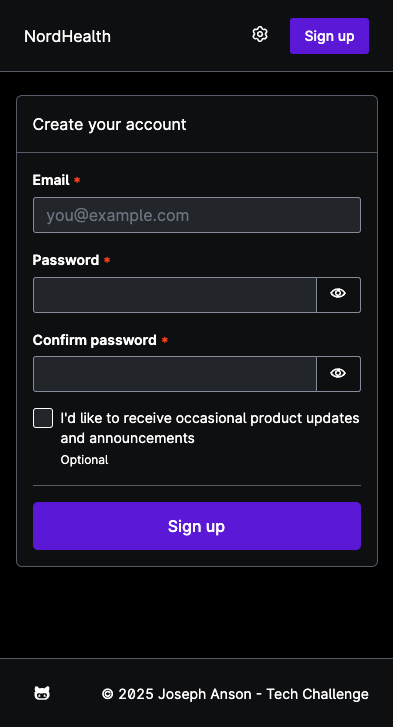 NordHealth
Sign up
Create your account
Email *
you@example.com
Password *
Confirm password *
I'd like to receive occasional product updates
and announcements
Optional
Sign up
© 2025 Joseph Anson - Tech Challenge